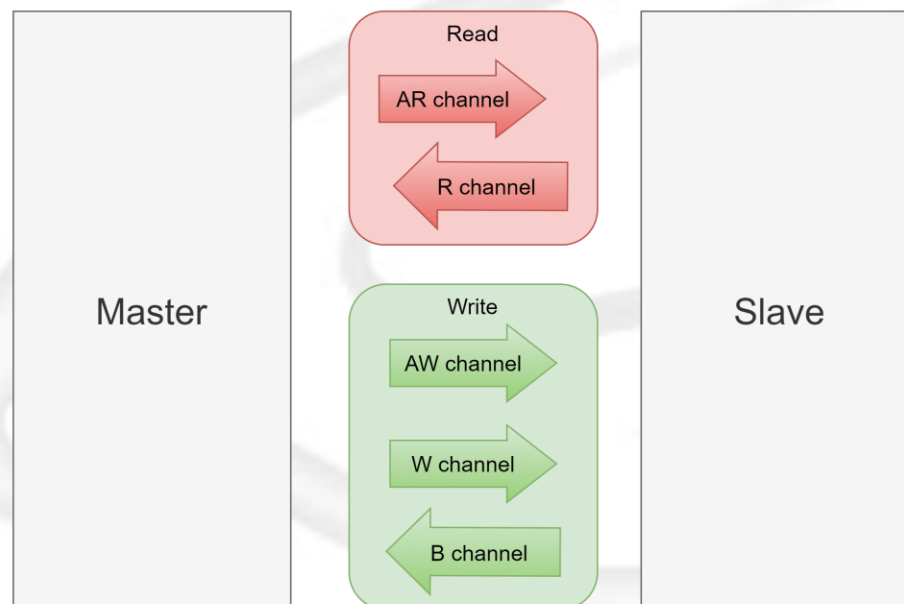 Read
AR channel
R channel
Master
Slave
Write
AW channel
W channel
B channel